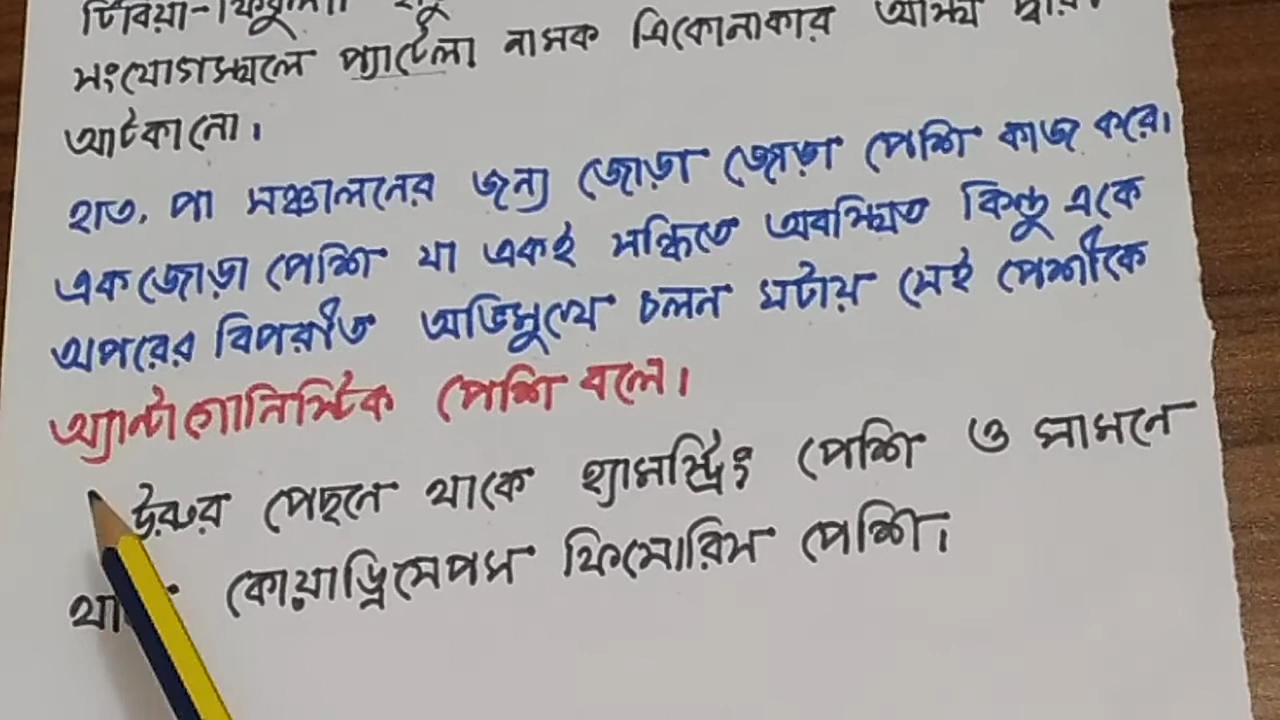 টিবিয়া-ফিবুলা
সংযোগস্থলে প্যাটেলা নামক ত্রিকোনাকার অস্থি দ্বারা
আটকানো।
হাত, পা সঞ্চালনের জন্য জোড়া জোড়া পেশি কাজ করে।
একজোড়া পেশি যা একই সন্ধিতে অবস্থিত কিন্তু একে
অপরের বিপরীত অভিমুখে চলন ঘটায় সেই পেশীকে
অ্যান্টাগোনিস্টিক পেশি বলে।
উরুর পেছনে থাকে হ্যামস্ট্রিং পেশি ও সামনে
কোয়াড্রিসেপস ফিমোরিস পেশি।